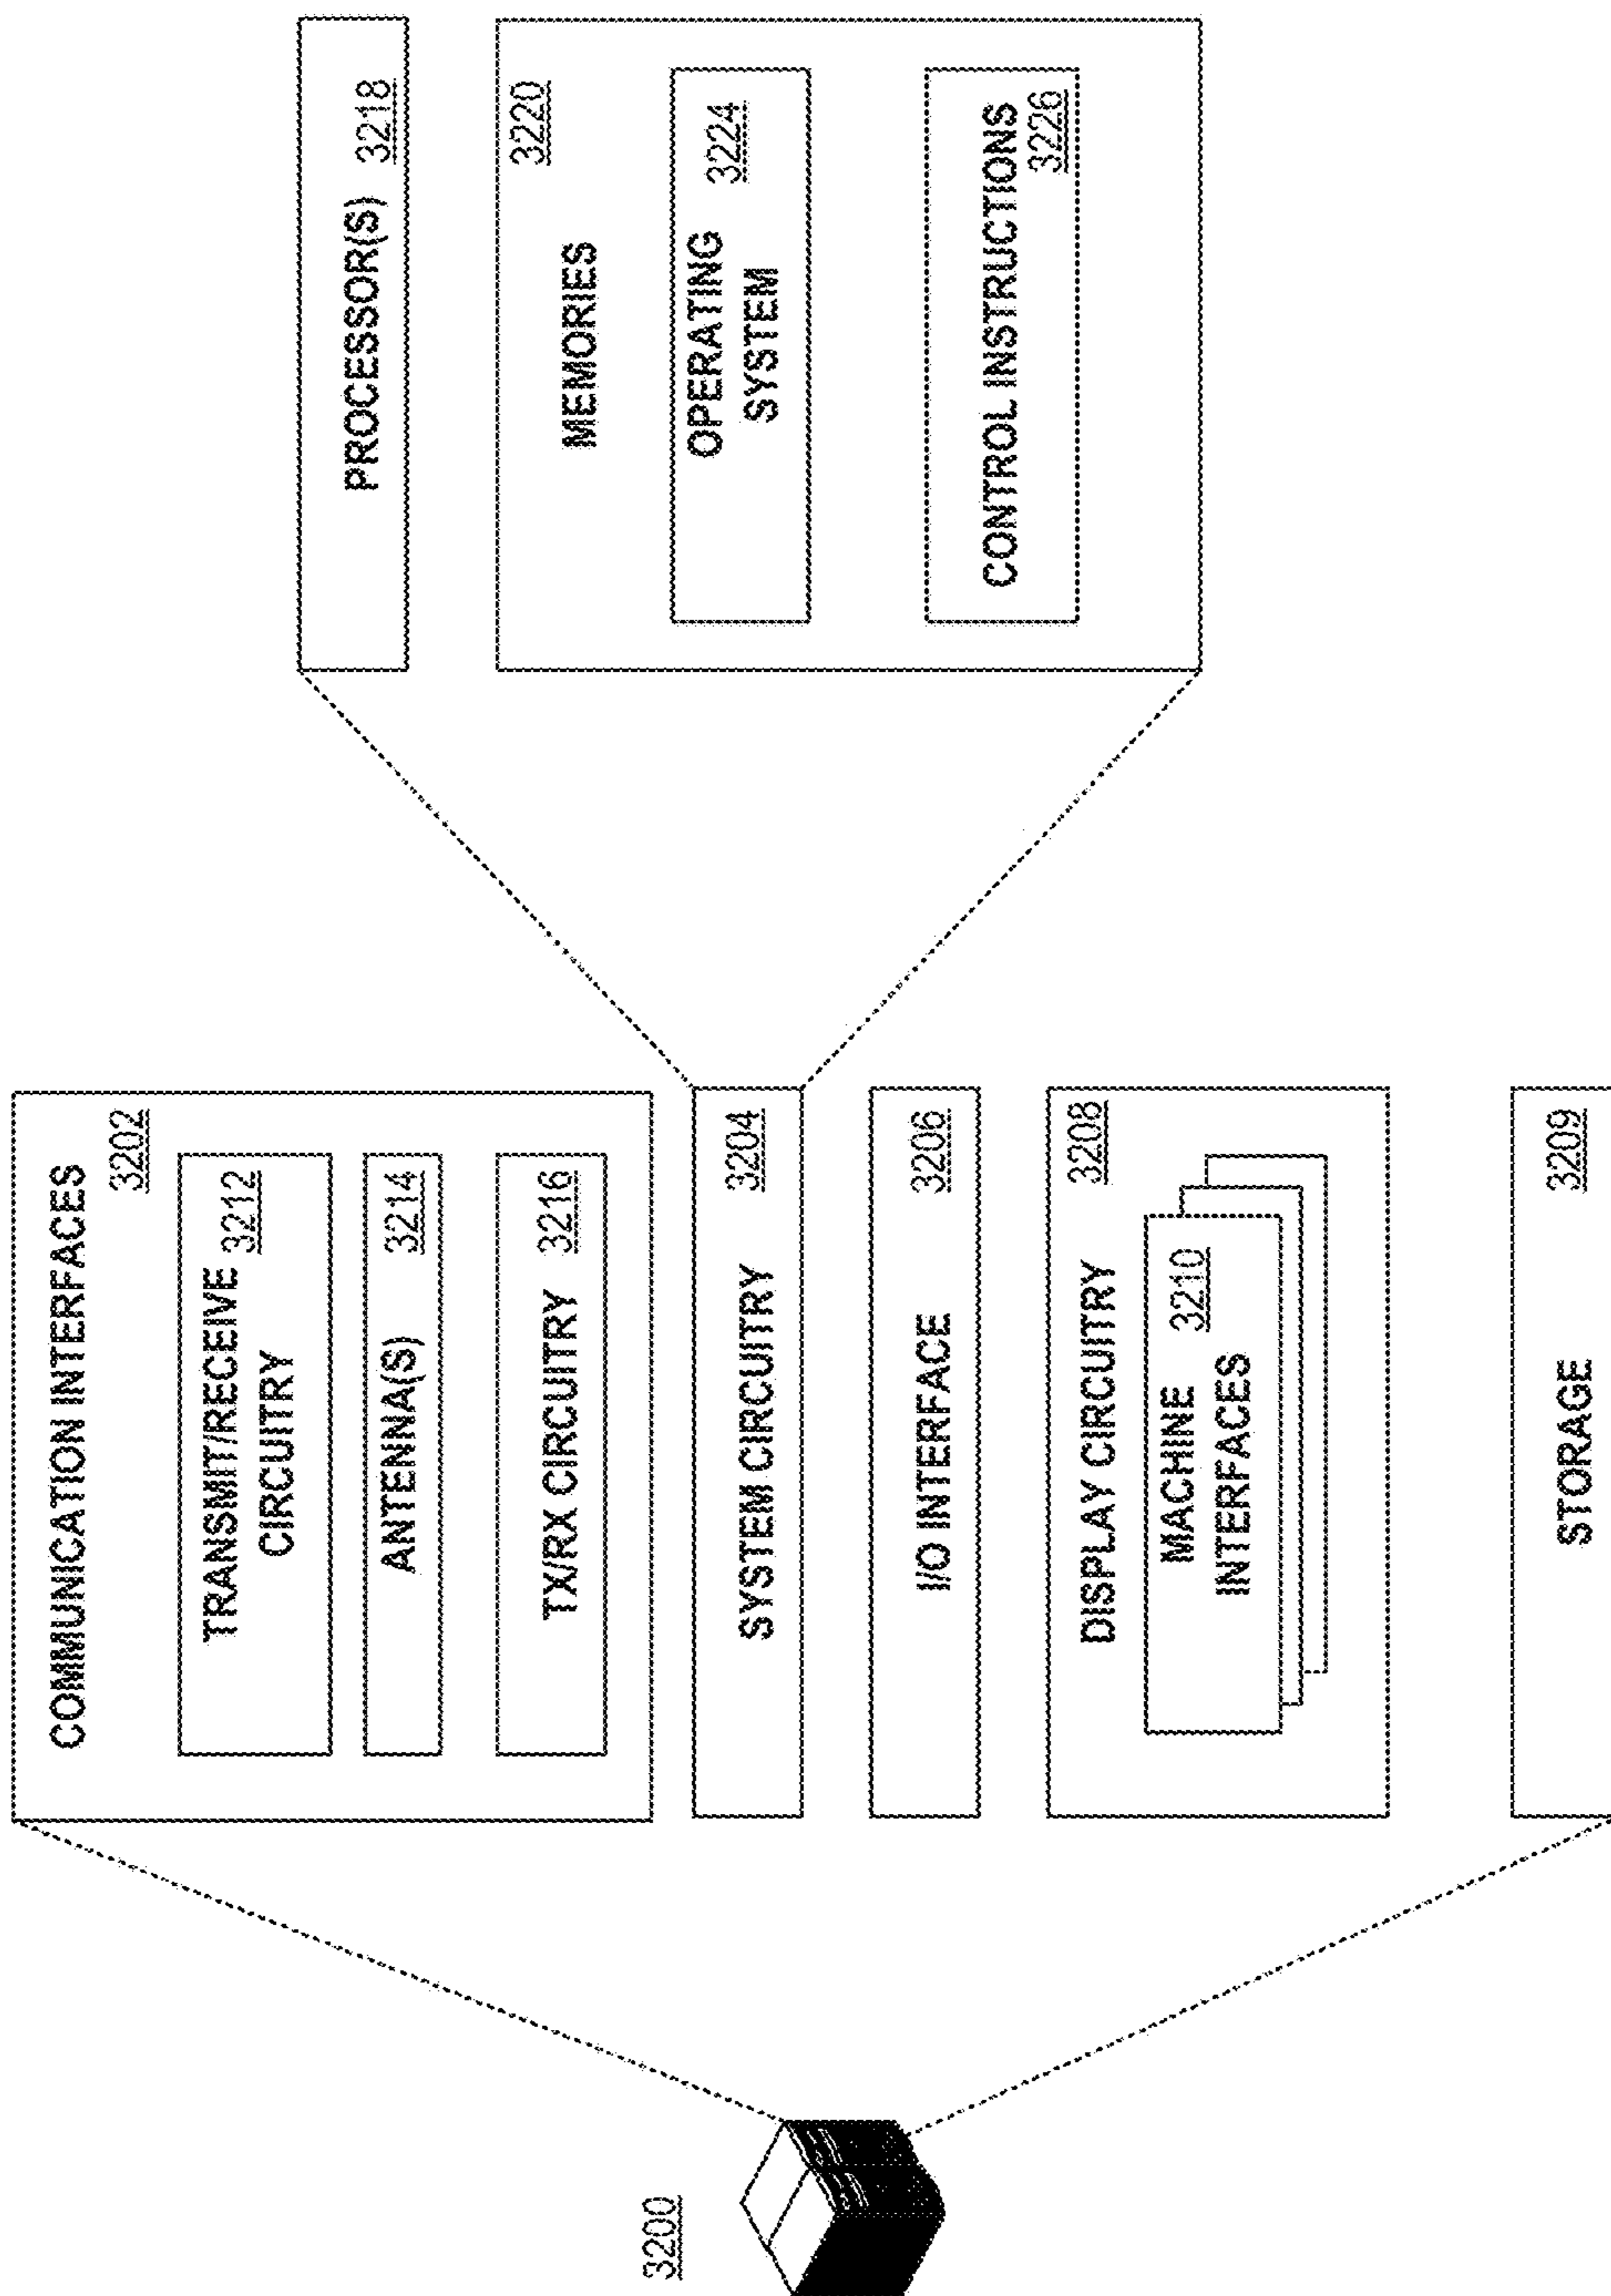 3200
COMMUNICATION INTERFACES
3202
TRANSMIT/RECEIVE
3212
CIRCUITRY
ANTENNA(S) 3214
TX/RX CIRCUITRY 3216
SYSTEM CIRCUITRY 3204
I/O INTERFACE 3206
DISPLAY CIRCUITRY 3208
MACHINE
3210
INTERFACES
STORAGE 3209
PROCESSOR(S) 3218
3220
MEMORIES
OPERATING 3224
SYSTEM
CONTROL INSTRUCTIONS
3226